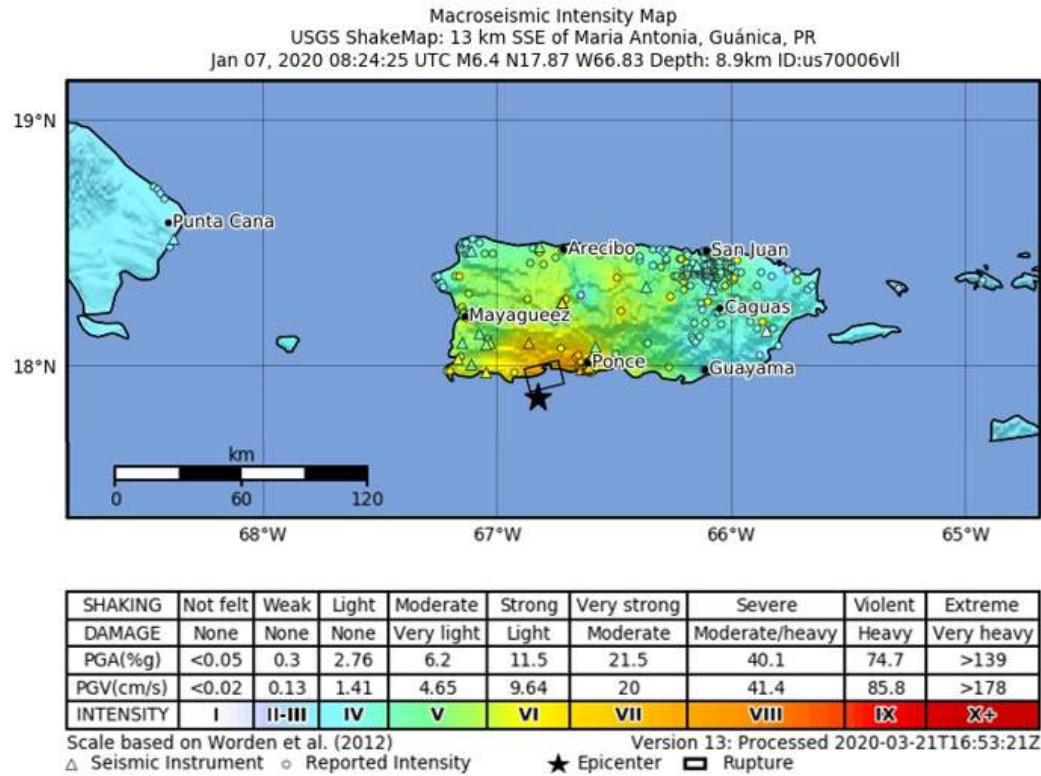 Macroseismic Intensity Map
USGS ShakeMap: 13 km SSE of Maria Antonia, Guánica, PR
Jan 07, 2020 08:24:25 UTC M6.4 N17.87 W66.83 Depth: 8.9km ID:us70006vll
19°N
Punta Cana
Arecibo
San Juan
Mayagueez
Caguas
18°N
Ponce
Guayama
km
0 60 120
68°W 67°W 66°W 65°W
SHAKING Not felt Weak Light Moderate Strong Very strong Severe Violent Extreme
DAMAGE None None None Very light Light Moderate Moderate/heavy Heavy Very heavy
PGA(%g) <0.05 0.3 2.76 6.2 11.5 21.5 40.1 74.7 >139
PGV(cm/s) <0.02 0.13 1.41 4.65 9.64 20 41.4 85.8 >178
INTENSITY I II-III IV V VI VII VIII IX X+
Scale based on Worden et al. (2012) Version 13: Processed 2020-03-21T16:53:21Z
△ Seismic Instrument ○ Reported Intensity ★ Epicenter ▭ Rupture